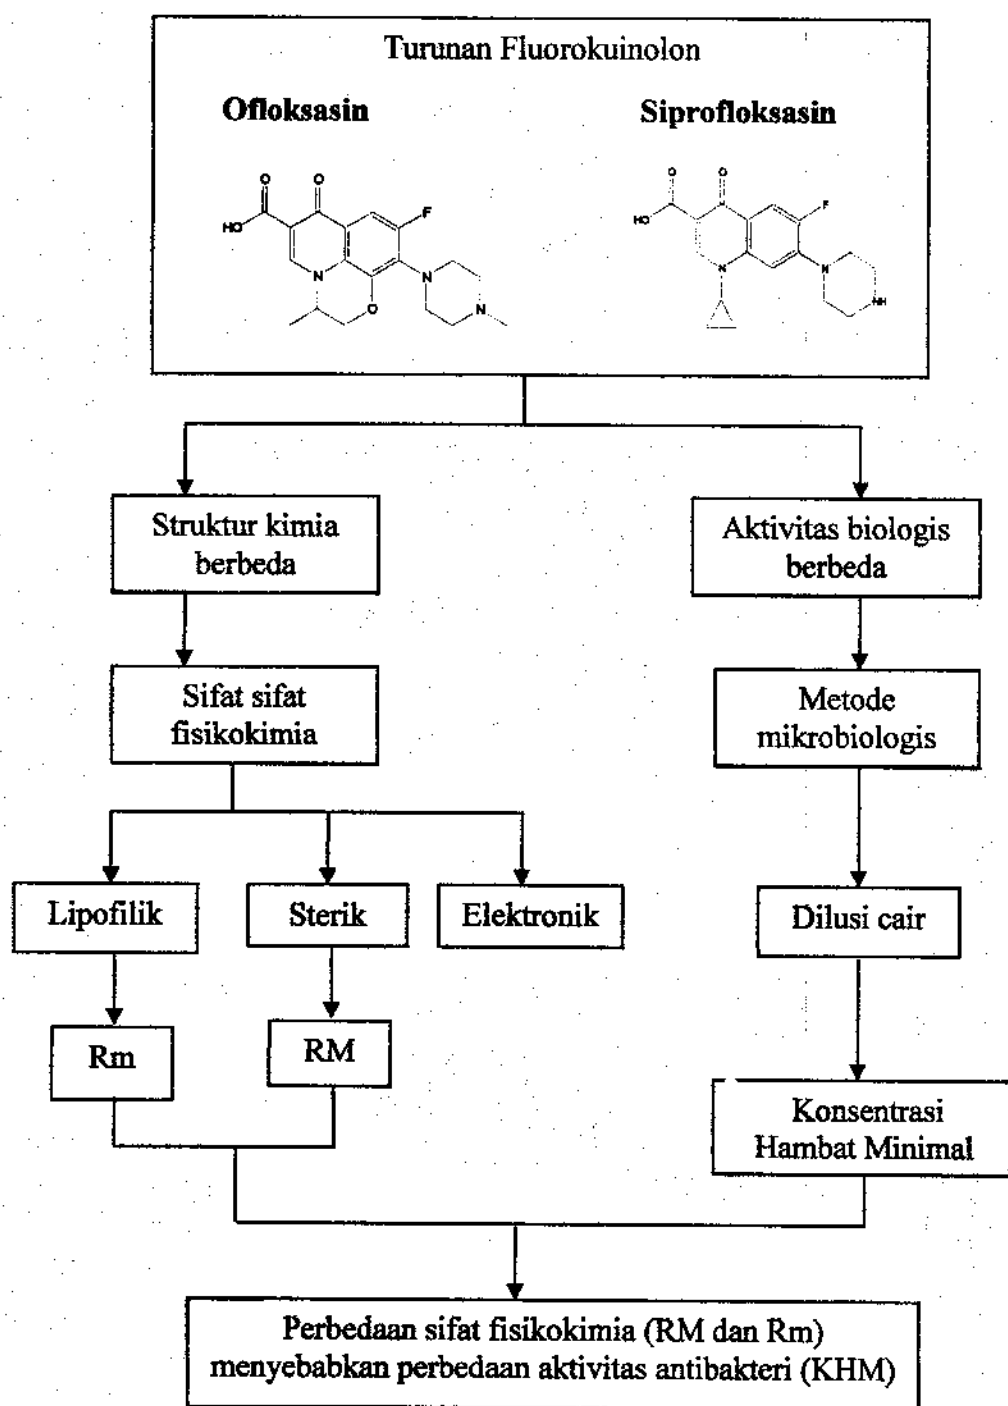 Turunan Fluorokuinolon
Ofloksasin
Siprofloksasin
O
O
HO
F
N
O
N
N
O
O
HO
F
N
N
NH
Struktur kimia
berbeda
Aktivitas biologis
berbeda
Sifat sifat
fisikokimia
Metode
mikrobiologis
Lipofilik
Sterik
Elektronik
Dilusi cair
Rm
RM
Konsentrasi
Hambat Minimal
Perbedaan sifat fisikokimia (RM dan Rm)
menyebabkan perbedaan aktivitas antibakteri (KHM)